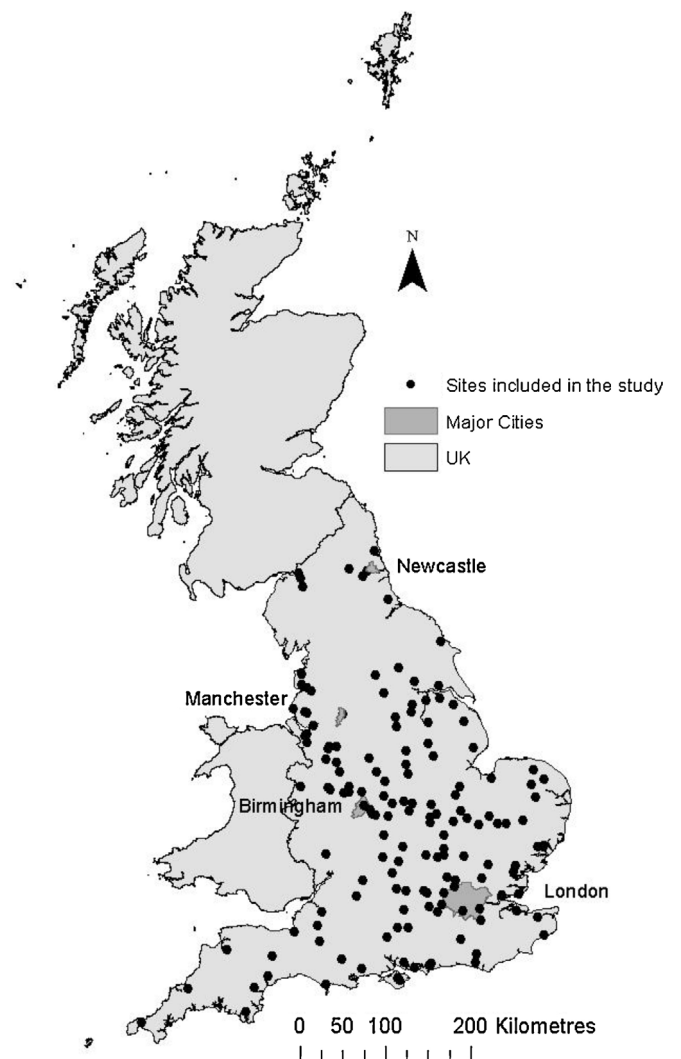 N
Sites included in the study
Major Cities
UK
Newcastle
Manchester
Birmingham
London
0 50 100 200 Kilometres